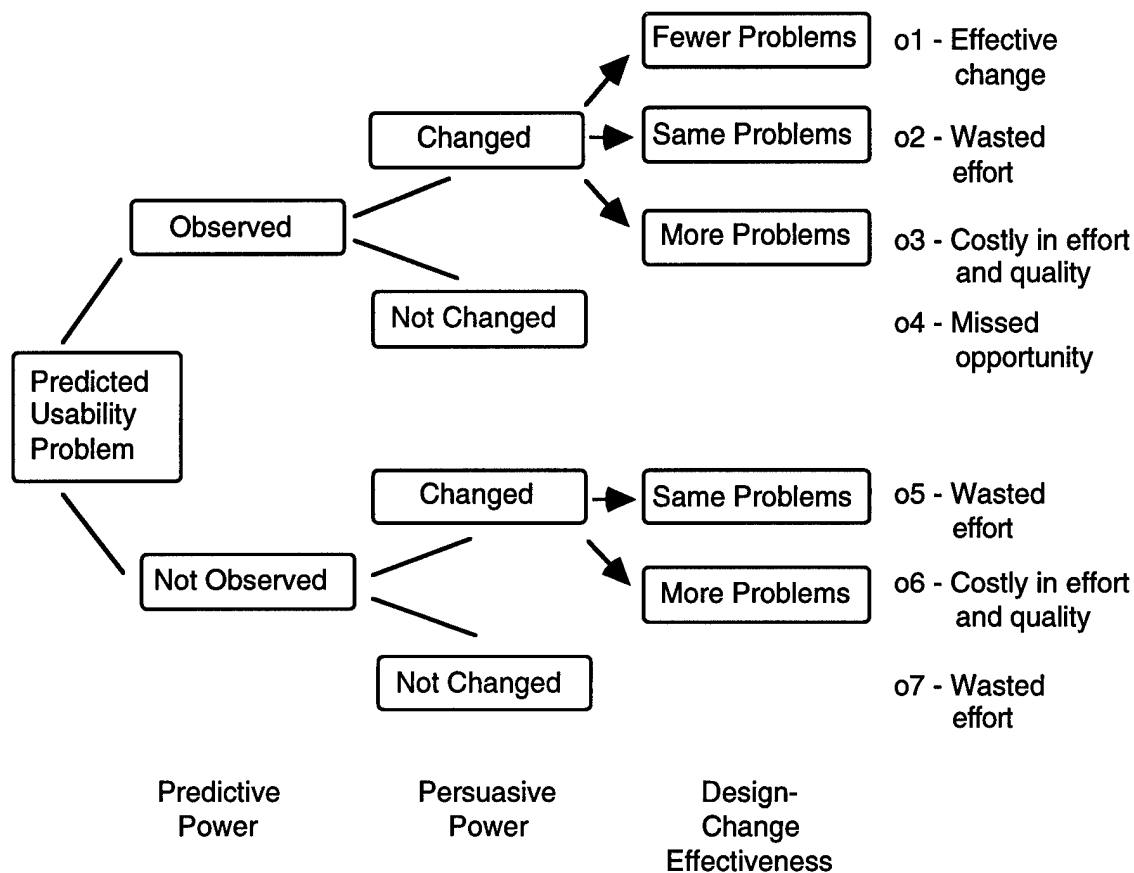 Fewer Problems
o1 - Effective
change
Changed
Same Problems
o2 - Wasted
effort
Observed
More Problems
o3 - Costly in effort
and quality
Not Changed
o4 - Missed
opportunity
Predicted
Usability
Problem
Changed
Same Problems
o5 - Wasted
effort
Not Observed
More Problems
o6 - Costly in effort
and quality
Not Changed
o7 - Wasted
effort
Predictive
Power
Persuasive
Power
Design-
Change
Effectiveness